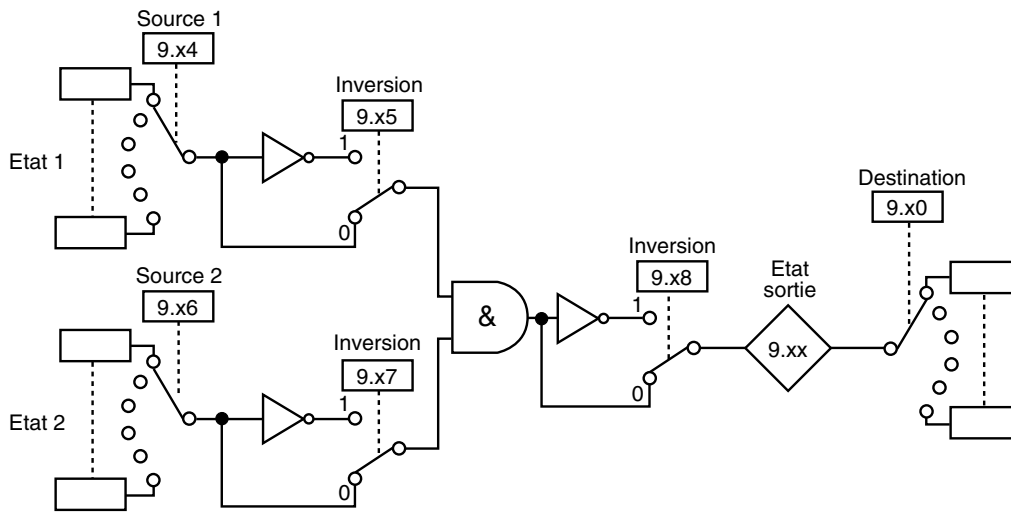 Source 1
9.x4
Inversion
9.x5
1
Etat 1
0
Destination
9.x0
Source 2
9.x6
Inversion
9.x8
Etat
sortie
1
&
9.xx
0
Inversion
9.x7
1
Etat 2
0